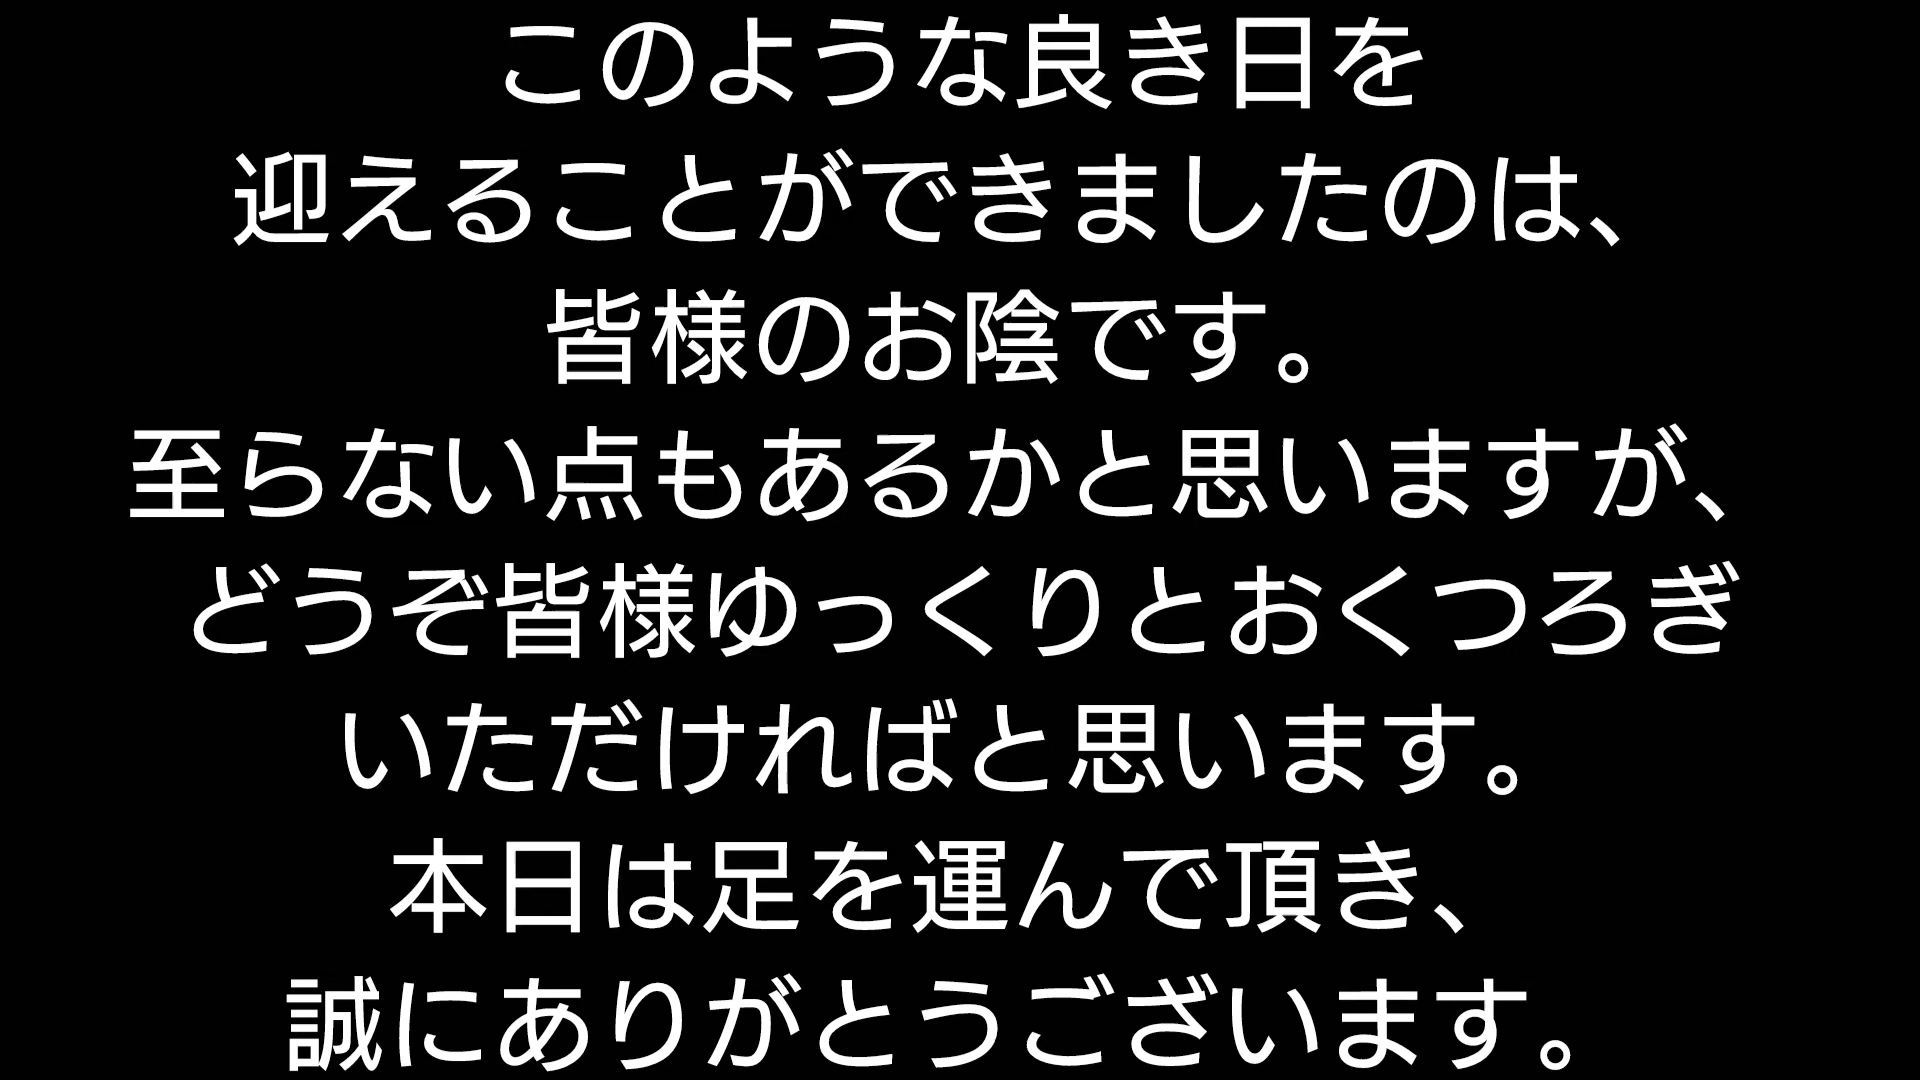 このような良き日を
迎えることができましたのは、
皆様のお陰です。
至らない点もあるかと思いますが、
どうぞ皆様ゆっくりとおくつろぎ
いただければと思います。
本日は足を運んで頂き、
誠にありがとうございます。